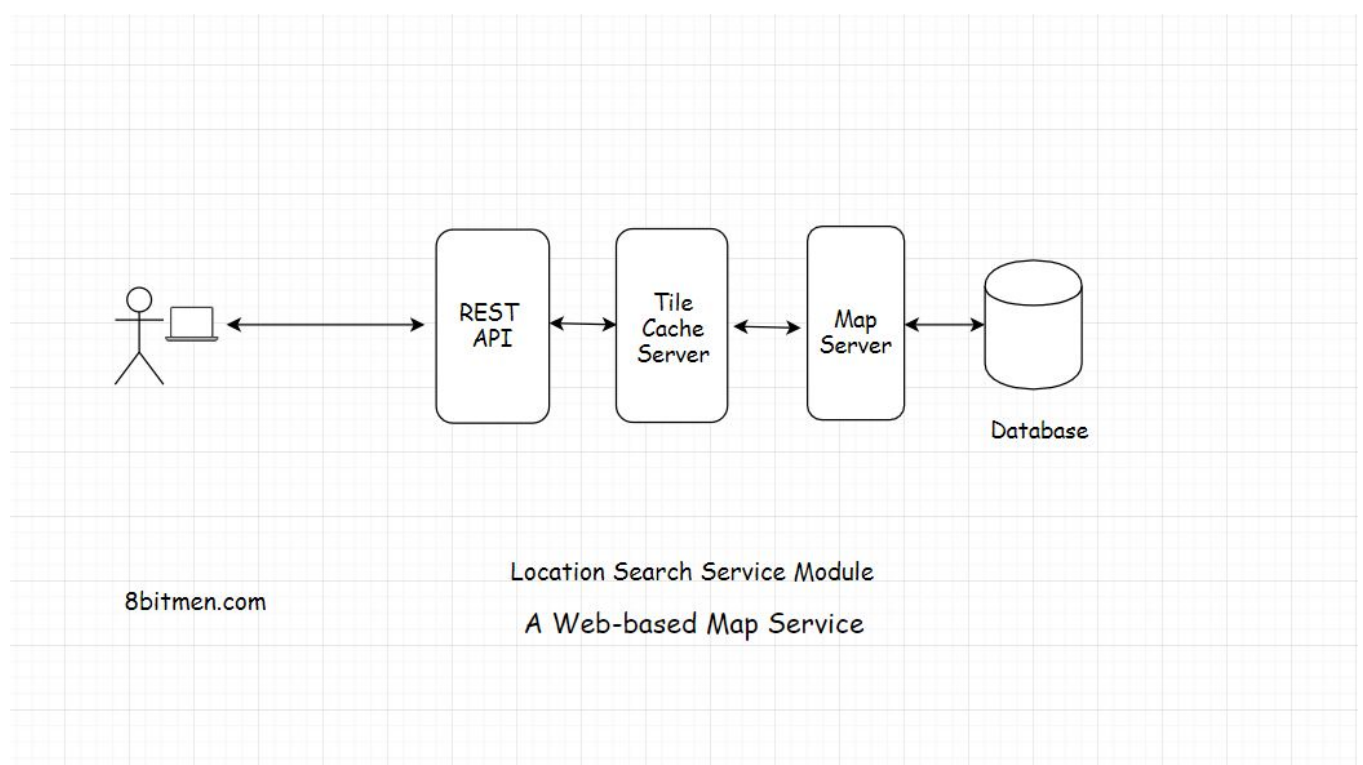 REST
API
Tile
Cache
Server
Map
Server
Database
Location Search Service Module
8bitmen.com
A Web-based Map Service